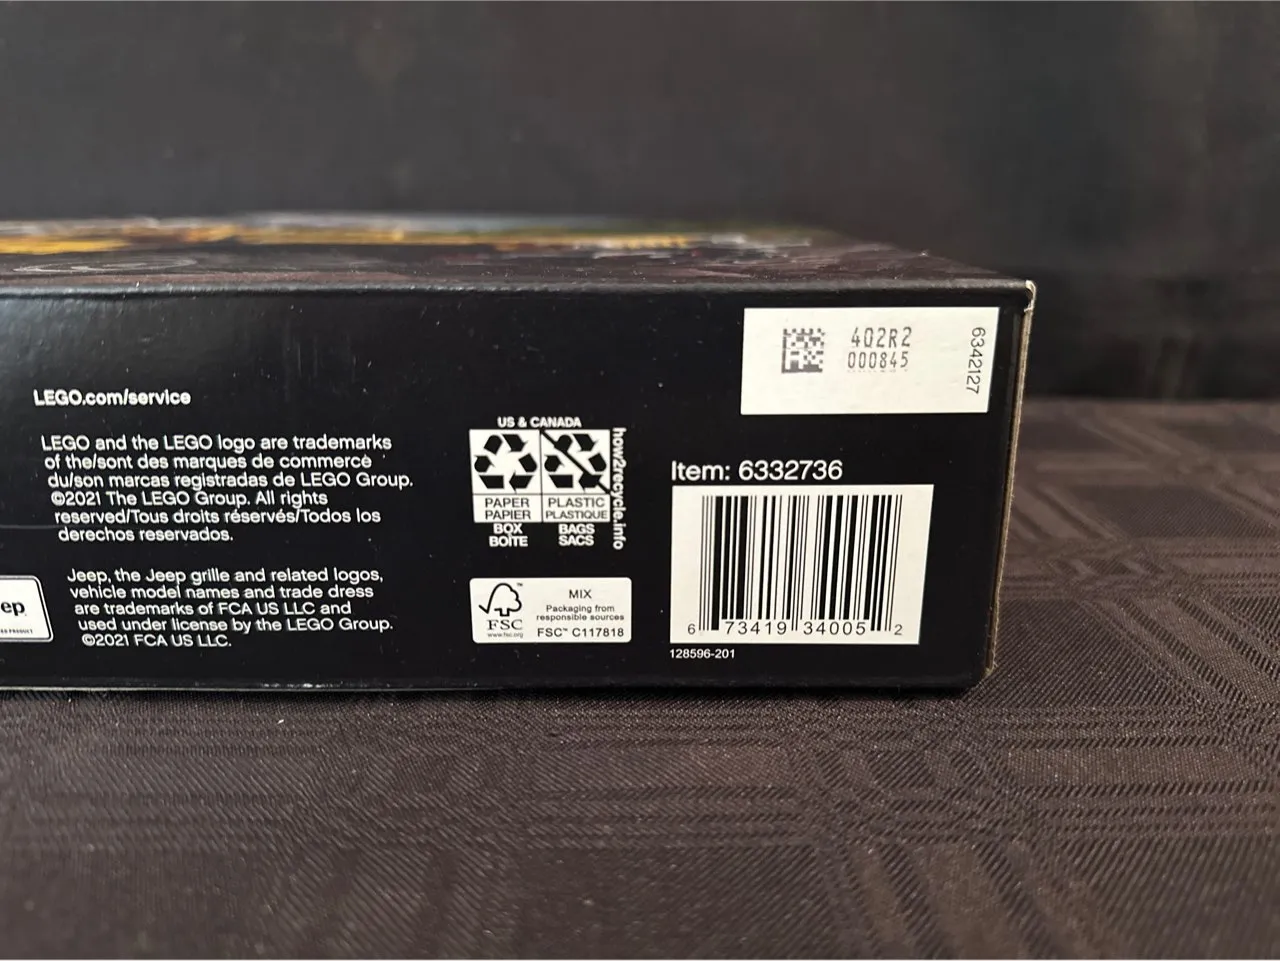 LEGO.com/service
LEGO and the LEGO logo are trademarks
of the/sont des marques de commerce
du/son marcas registradas de LEGO Group.
©2021 The LEGO Group. All rights
reserved/Tous droits réservés/Todos los
derechos reservados.
ep
Jeep, the Jeep grille and related logos,
vehicle model names and trade dress
are trademarks of FCA US LLC and
used under license by the LEGO Group.
©2021 FCA US LLC.
US & CANADA
PAPER
PAPIER
BOX
BOÎTE
PLASTIC
PLASTIQUE
BAGS
SACS
how2recycle.info
FSC™
www.fsc.org
MIX
Packaging from
responsible sources
FSC™ C117818
402R2
000845
6342127
Item: 6332736
6 73419 34005 2
128596-201